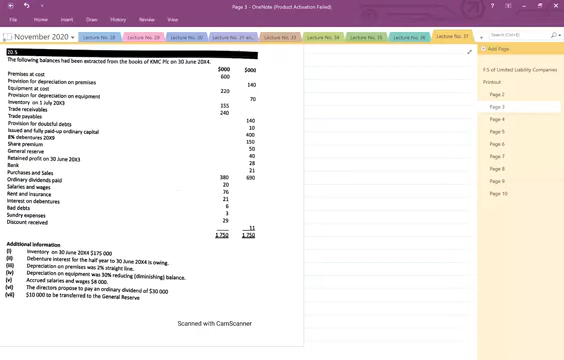 Page 3 - OneNote (Product Activation Failed)
File Home Insert Draw History Review View
November 2020
Lecture No. 28 Lecture No. 29 Lecture No. 30 Lecture No. 31 Lecture No. 33 Lecture No. 34 Lecture No. 35 Lecture No. 36 Lecture No. 37
Search (Ctrl+E)
20.5
The following balances had been extracted from the books of KMC Plc on 30 June 20X4.
$000 $000
Premises at cost 600
Provision for depreciation on premises 140
Equipment at cost 220
Provision for depreciation on equipment 70
Inventory on 1 July 20X3 155
Trade receivables 240
Trade payables 140
Provision for doubtful debts 10
Issued and fully paid-up ordinary capital 400
8% debentures 20X9 150
Share premium 50
General reserve 40
Retained profit on 30 June 20X3 28
Bank 21
Purchases and Sales 380 690
Ordinary dividends paid 20
Salaries and wages 76
Rent and insurance 21
Interest on debentures 6
Bad debts 3
Sundry expenses 29
Discount received 11
1 750 1 750
Additional information
(i) Inventory on 30 June 20X4 $175 000
(ii) Debenture interest for the half year to 30 June 20X4 is owing.
(iii) Depreciation on premises was 2% straight line.
(iv) Depreciation on equipment was 30% reducing (diminishing) balance.
(v) Accrued salaries and wages $8 000.
(vi) The directors propose to pay an ordinary dividend of $30 000
(vii) $10 000 to be transferred to the General Reserve
Scanned with CamScanner
Add Page
F.S of Limited Liability Companies
Printout
Page 2
Page 3
Page 4
Page 5
Page 6
Page 7
Page 8
Page 9
Page 10